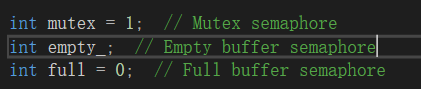 int mutex = 1;  // Mutex semaphore
int empty_;  // Empty buffer semaphore
int full = 0;  // Full buffer semaphore